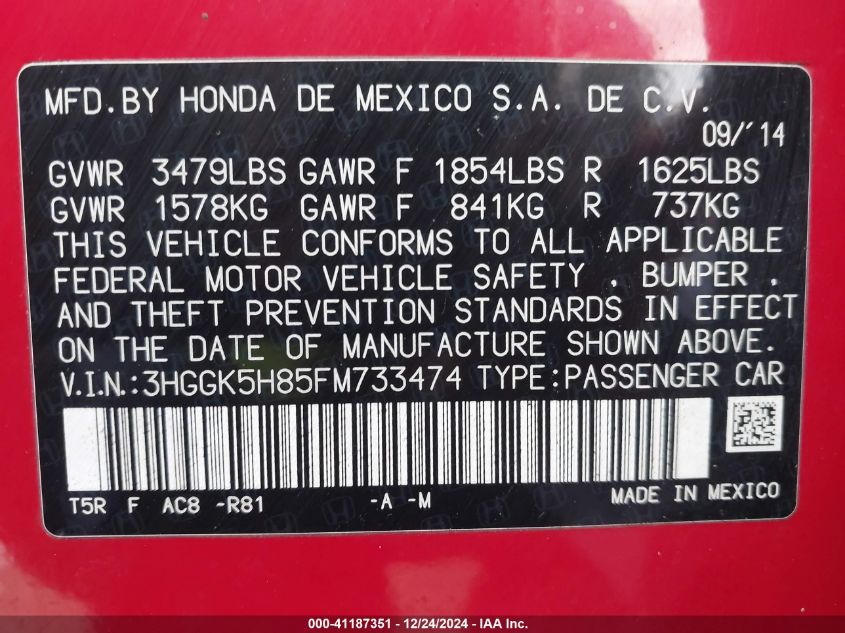 MFD.BY HONDA DE MEXICO S.A. DE C.V.
09/'14
GVWR 3479LBS GAWR F 1854LBS R 1625LBS
GVWR 1578KG GAWR F 841KG R 737KG
THIS VEHICLE CONFORMS TO ALL APPLICABLE
FEDERAL MOTOR VEHICLE SAFETY , BUMPER ,
AND THEFT PREVENTION STANDARDS IN EFFECT
ON THE DATE OF MANUFACTURE SHOWN ABOVE.
V.I.N.:3HGGK5H85FM733474 TYPE:PASSENGER CAR
T5R F AC8 -R81 -A -M MADE IN MEXICO
000-41187351 - 12/24/2024 - IAA Inc.